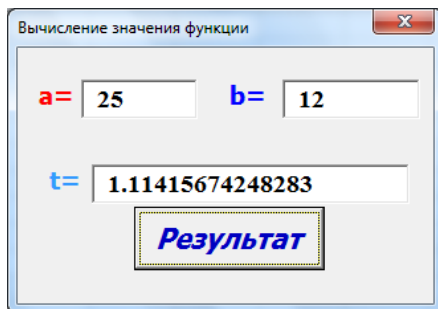 Вычисление значения функции
a= 25 b= 12
t= 1.11415674248283
Результат